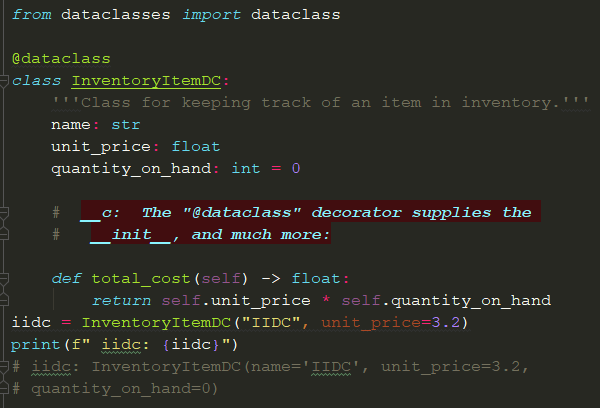 from dataclasses import dataclass
@dataclass
class InventoryItemDC:
'''Class for keeping track of an item in inventory.'''
name: str
unit_price: float
quantity_on_hand: int = 0
# __c: The "@dataclass" decorator supplies the
# __init__, and much more:
def total_cost(self) -> float:
return self.unit_price * self.quantity_on_hand
iidc = InventoryItemDC("IIDC", unit_price=3.2)
print(f" iidc: {iidc}")
# iidc: InventoryItemDC(name='IIDC', unit_price=3.2,
# quantity_on_hand=0)